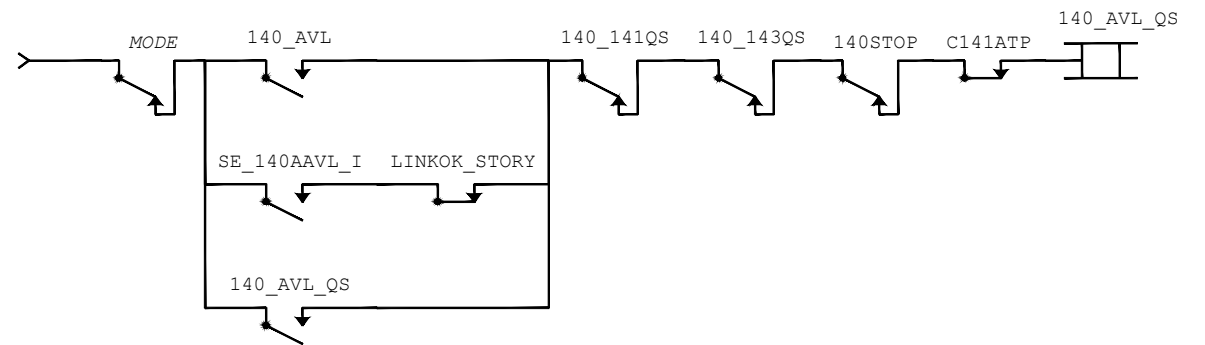 140_AVL_QS
MODE 140_AVL 140_141QS 140_143QS 140STOP C141ATP
SE_140AAVL_I LINKOK_STORY
140_AVL_QS